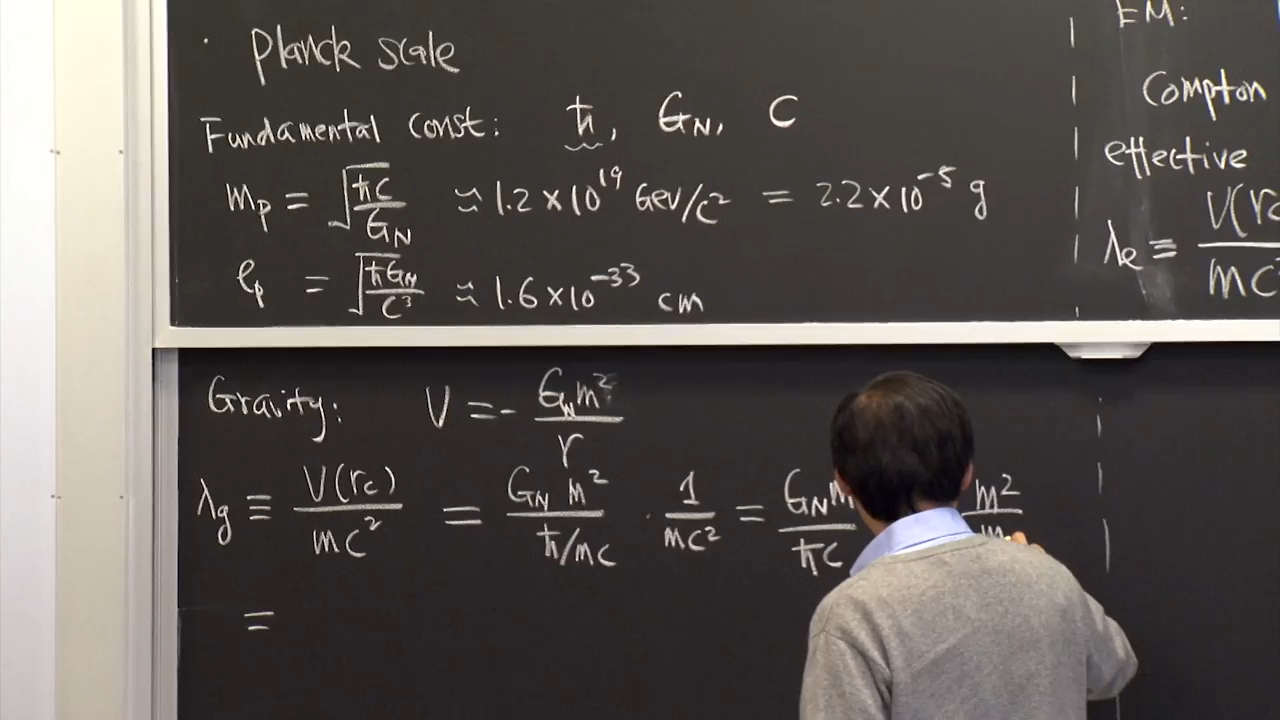 · Planck scale
Fundamental const: ħ, G_N, C
m_p = √(ħc/G_N) ≈ 1.2 × 10^19 GeV/c² = 2.2 × 10^-5 g
ℓ_p = √(ħG_N/C³) ≈ 1.6 × 10^-33 cm
EM:
Compton
effective
λ_e ≡ V(r_c / mc²
Gravity: V = - G_N m² / r
λ_g ≡ V(r_c) / mc² = G_N m² / (ħ/mc) · 1/mc² = G_N m / ħc m² / m
=